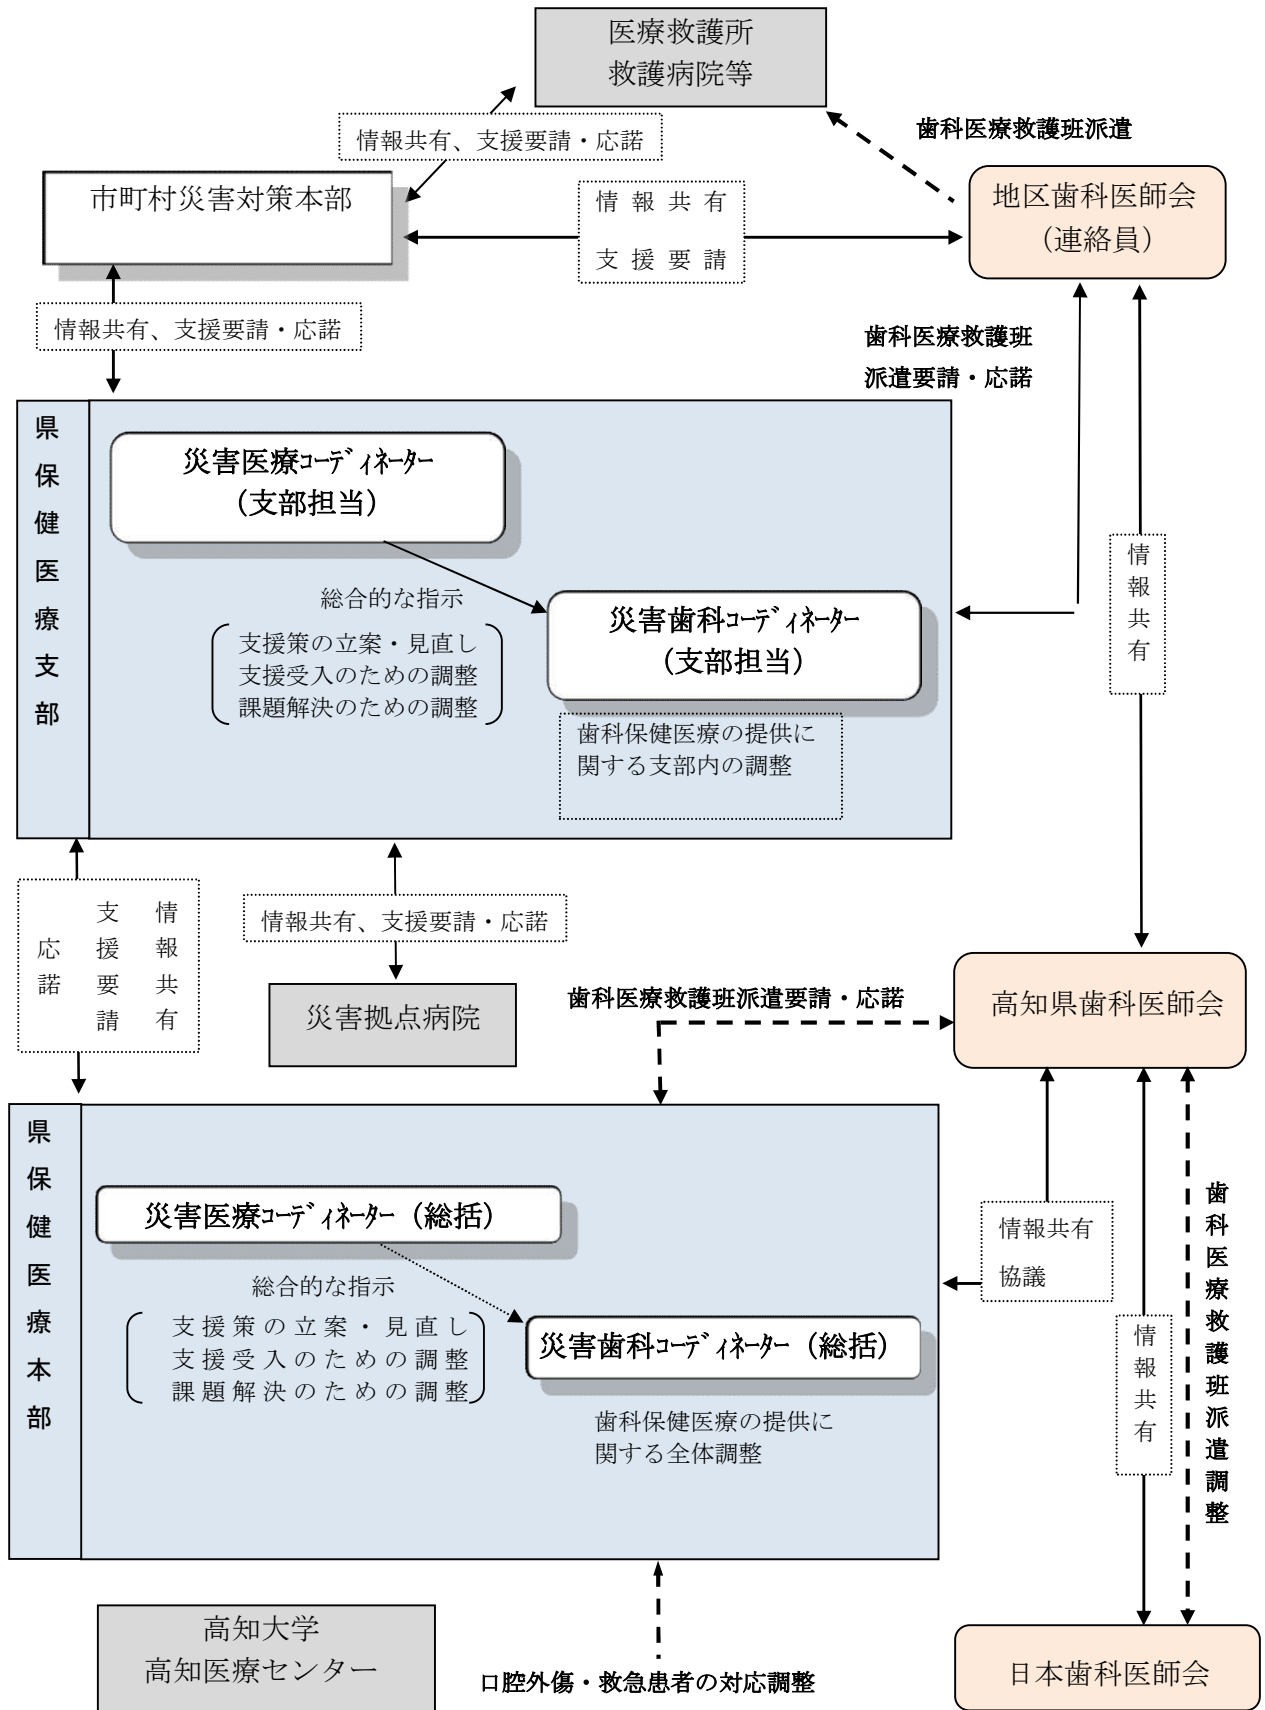 医療救護所
救護病院等
情報共有、支援要請・応諾
歯科医療救護班派遣
市町村災害対策本部
情報共有
支援要請
地区歯科医師会
（連絡員）
情報共有、支援要請・応諾
歯科医療救護班
派遣要請・応諾
県保健医療支部
災害医療ｺｰﾃﾞｨﾈｰﾀｰ
（支部担当）
総合的な指示
支援策の立案・見直し
支援受入のための調整
課題解決のための調整
災害歯科ｺｰﾃﾞｨﾈｰﾀｰ
（支部担当）
歯科保健医療の提供に
関する支部内の調整
情報共有
情報共有
支援要請
応諾
情報共有、支援要請・応諾
災害拠点病院
歯科医療救護班派遣要請・応諾
高知県歯科医師会
県保健医療本部
災害医療ｺｰﾃﾞｨﾈｰﾀｰ（総括）
総合的な指示
支援策の立案・見直し
支援受入のための調整
課題解決のための調整
災害歯科ｺｰﾃﾞｨﾈｰﾀｰ（総括）
歯科保健医療の提供に
関する全体調整
情報共有
協議
情報共有
歯科医療救護班派遣調整
高知大学
高知医療センター
口腔外傷・救急患者の対応調整
日本歯科医師会